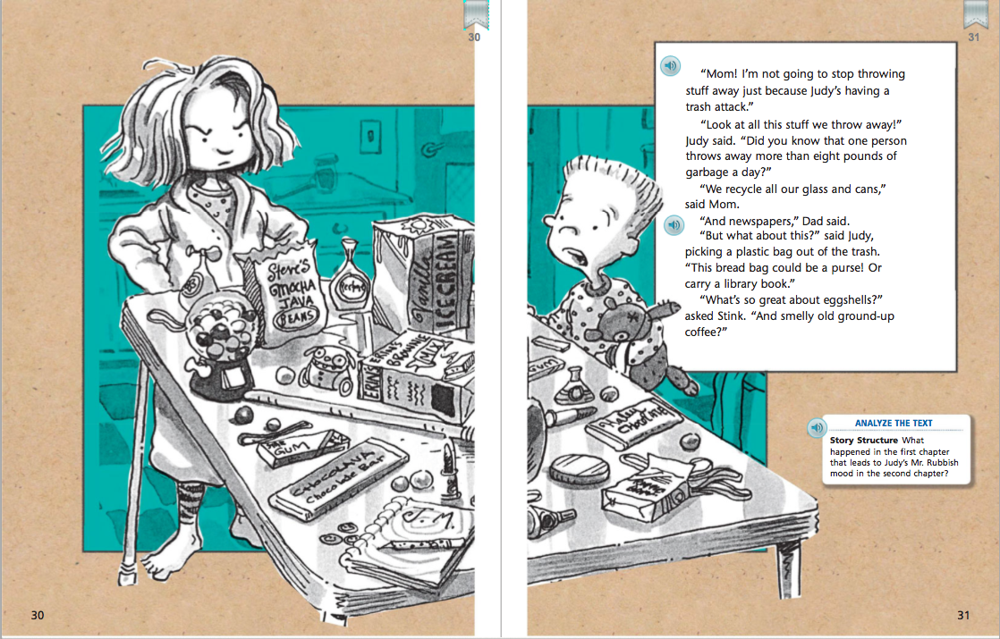 30
31
Steve's
Mocha
Java
Beans
Vanilla
ICE CREAM
ERIN'S
BROWNIE
MIX
GUM
CHOCOLAVA
Chocolate Bar
J.M.
GUM
“Mom! I’m not going to stop throwing
stuff away just because Judy’s having a
trash attack.”
“Look at all this stuff we throw away!”
Judy said. “Did you know that one person
throws away more than eight pounds of
garbage a day?”
“We recycle all our glass and cans,”
said Mom.
“And newspapers,” Dad said.
“But what about this?” said Judy,
picking a plastic bag out of the trash.
“This bread bag could be a purse! Or
carry a library book.”
“What’s so great about eggshells?”
asked Stink. “And smelly old ground-up
coffee?”
ANALYZE THE TEXT
Story Structure What
happened in the first chapter
that leads to Judy’s Mr. Rubbish
mood in the second chapter?
30
31